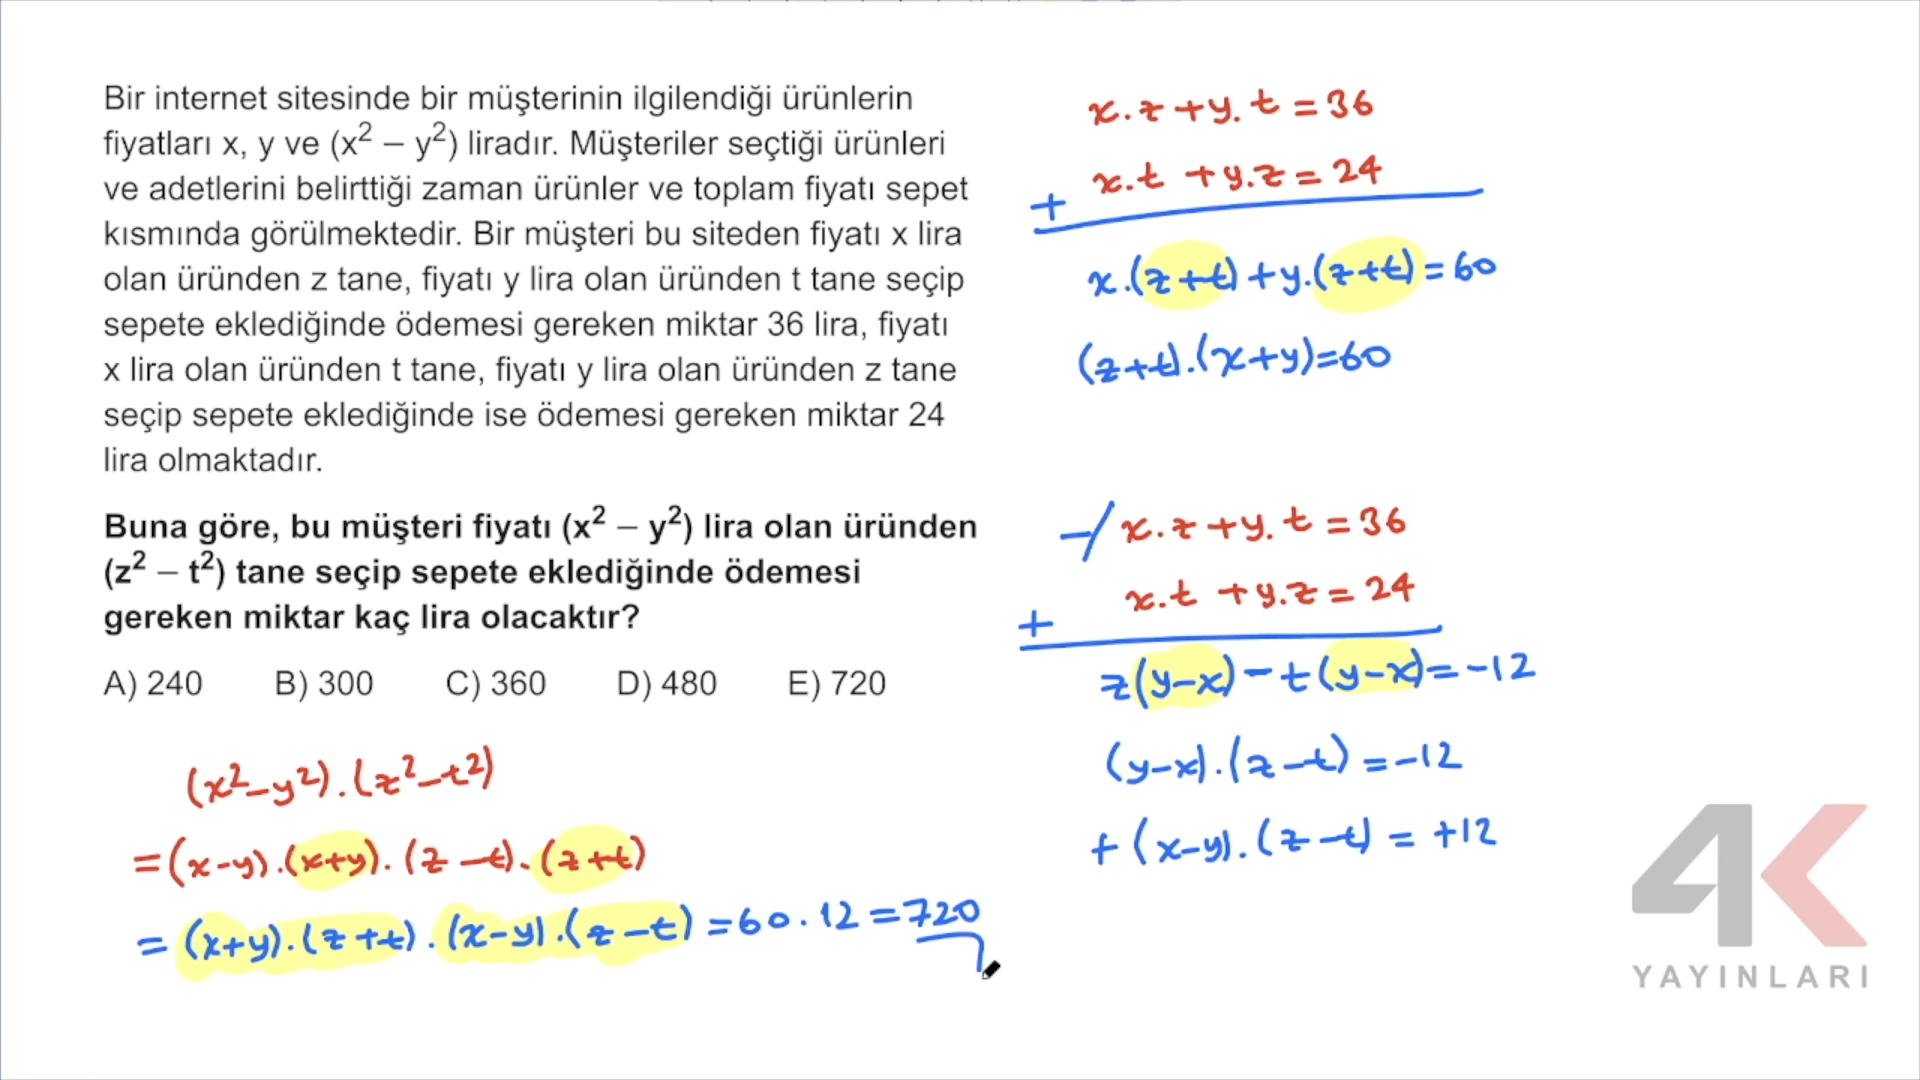 Bir internet sitesinde bir müşterinin ilgilendiği ürünlerin
fiyatları x, y ve (x² – y²) liradır. Müşteriler seçtiği ürünleri
ve adetlerini belirttiği zaman ürünler ve toplam fiyatı sepet
kısmında görülmektedir. Bir müşteri bu siteden fiyatı x lira
olan üründen z tane, fiyatı y lira olan üründen t tane seçip
sepete eklediğinde ödemesi gereken miktar 36 lira, fiyatı
x lira olan üründen t tane, fiyatı y lira olan üründen z tane
seçip sepete eklediğinde ise ödemesi gereken miktar 24
lira olmaktadır.
Buna göre, bu müşteri fiyatı (x² – y²) lira olan üründen
(z² – t²) tane seçip sepete eklediğinde ödemesi
gereken miktar kaç lira olacaktır?
A) 240 B) 300 C) 360 D) 480 E) 720
(x²-y²).(z²-t²)
=(x-y).(x+y).(z-t).(z+t)
=(x+y).(z+t).(x-y).(z-t)=60.12=720
x.z+y.t=36
+ x.t+y.z=24
x.(z+t)+y.(z+t)=60
(z+t).(x+y)=60
-/ x.z+y.t=36
+ x.t+y.z=24
z(y-x)-t(y-x)=-12
(y-x).(z-t)=-12
+(x-y).(z-t)=+12
4K
YAYINLARI